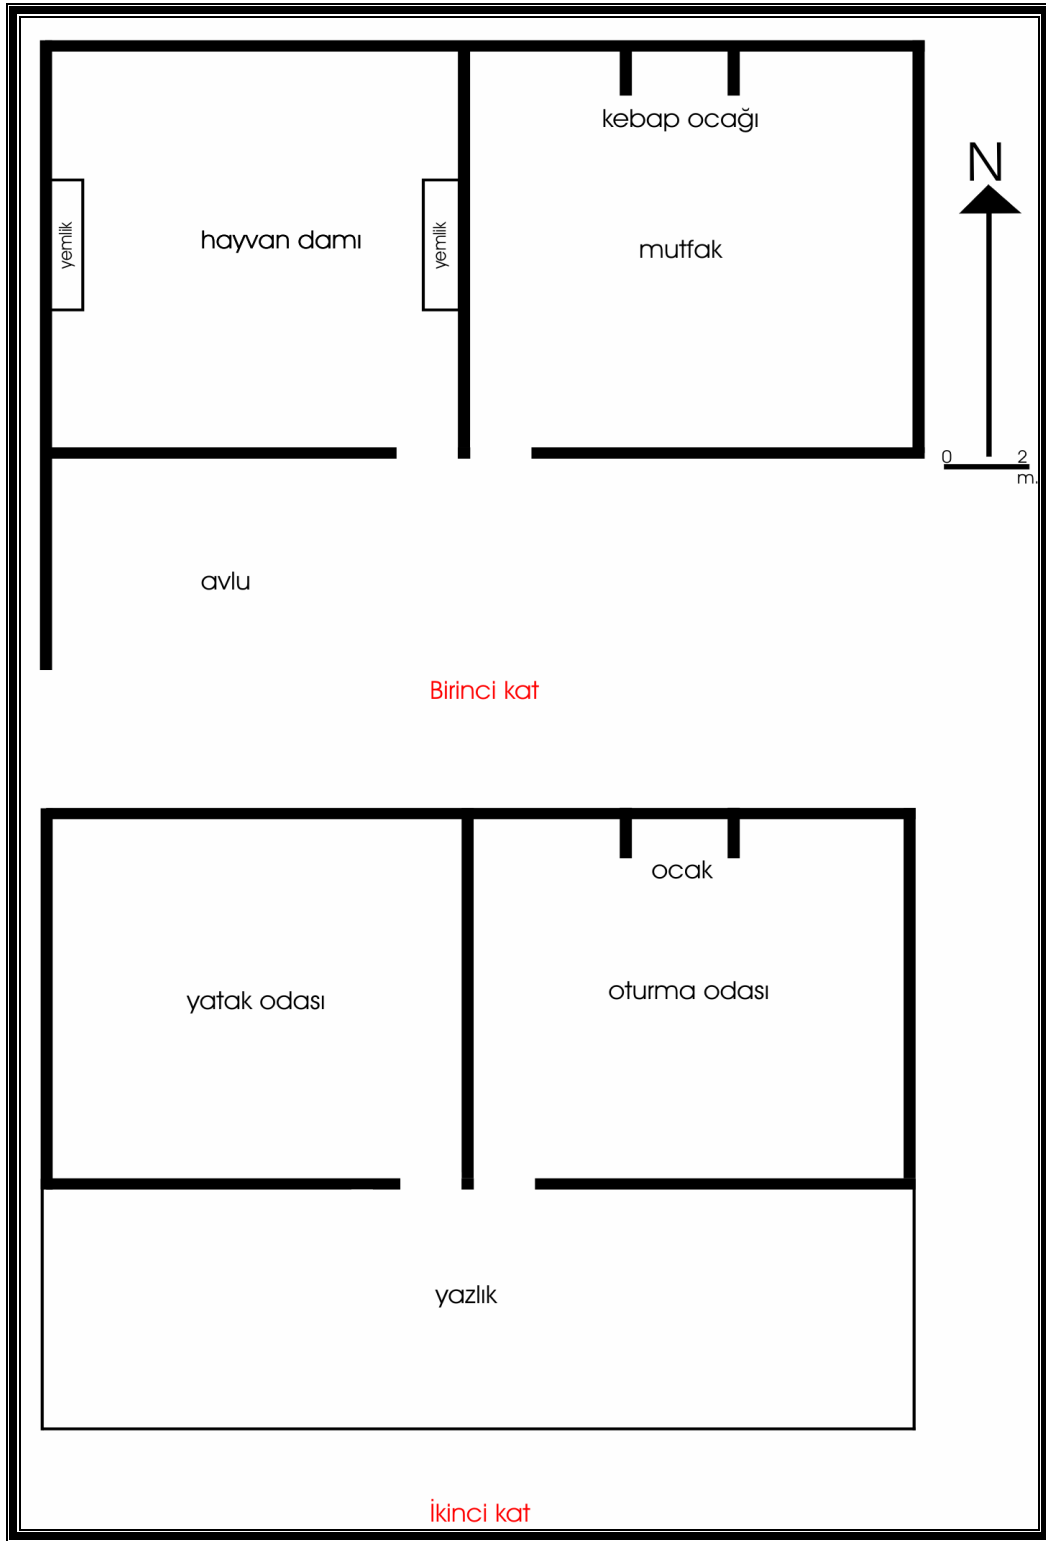 kebap ocağı
N
yemlik
hayvan damı
yemlik
mutfak
0 2
m.
avlu
Birinci kat
ocak
yatak odası
oturma odası
yazlık
İkinci kat